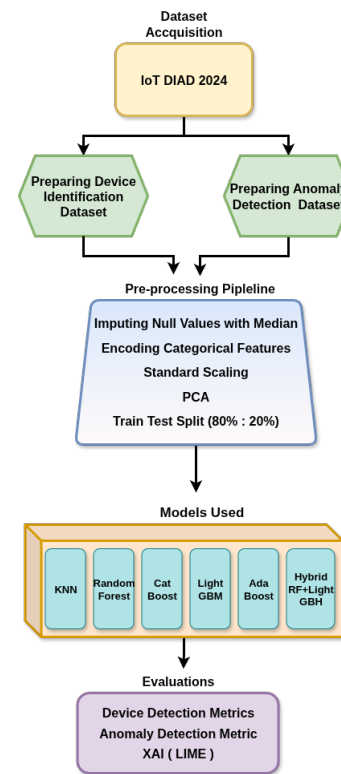 Dataset
Accquisition
IoT DIAD 2024
Preparing Device
Identification
Dataset
Preparing Anomaly
Detection Dataset
Pre-processing Pipleline
Imputing Null Values with Median
Encoding Categorical Features
Standard Scaling
PCA
Train Test Split (80% : 20%)
Models Used
KNN
Random
Forest
Cat
Boost
Light
GBM
Ada
Boost
Hybrid
RF+Light
GBH
Evaluations
Device Detection Metrics
Anomaly Detection Metric
XAI ( LIME )